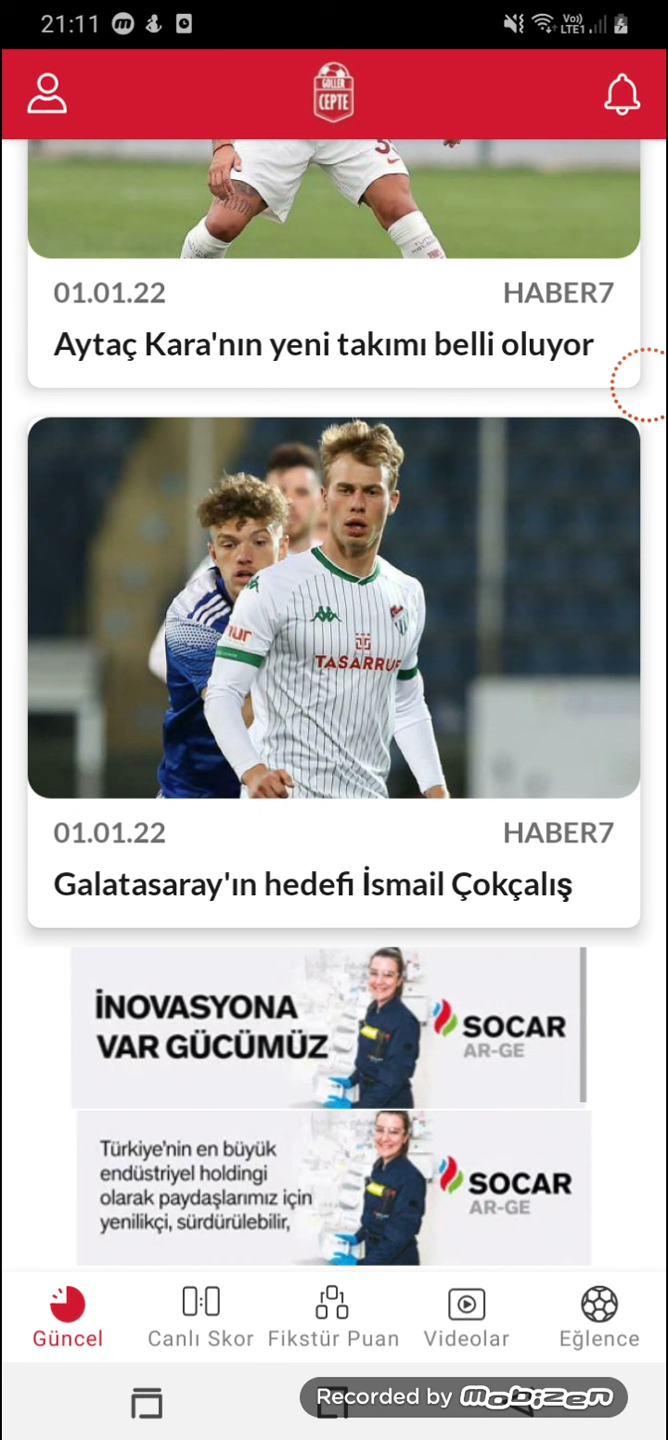 21:11
Vo))
LTE1
GOLLER
CEPTE
01.01.22 HABER7
Aytaç Kara'nın yeni takımı belli oluyor
TASARRUF
01.01.22 HABER7
Galatasaray'ın hedefi İsmail Çokçalış
İNOVASYONA
VAR GÜCÜMÜZ
SOCAR
AR-GE
Türkiye'nin en büyük
endüstriyel holdingi
olarak paydaşlarımız için
yenilikçi, sürdürülebilir,
SOCAR
AR-GE
Güncel Canlı Skor Fikstür Puan Videolar Eğlence
Recorded by mobizen